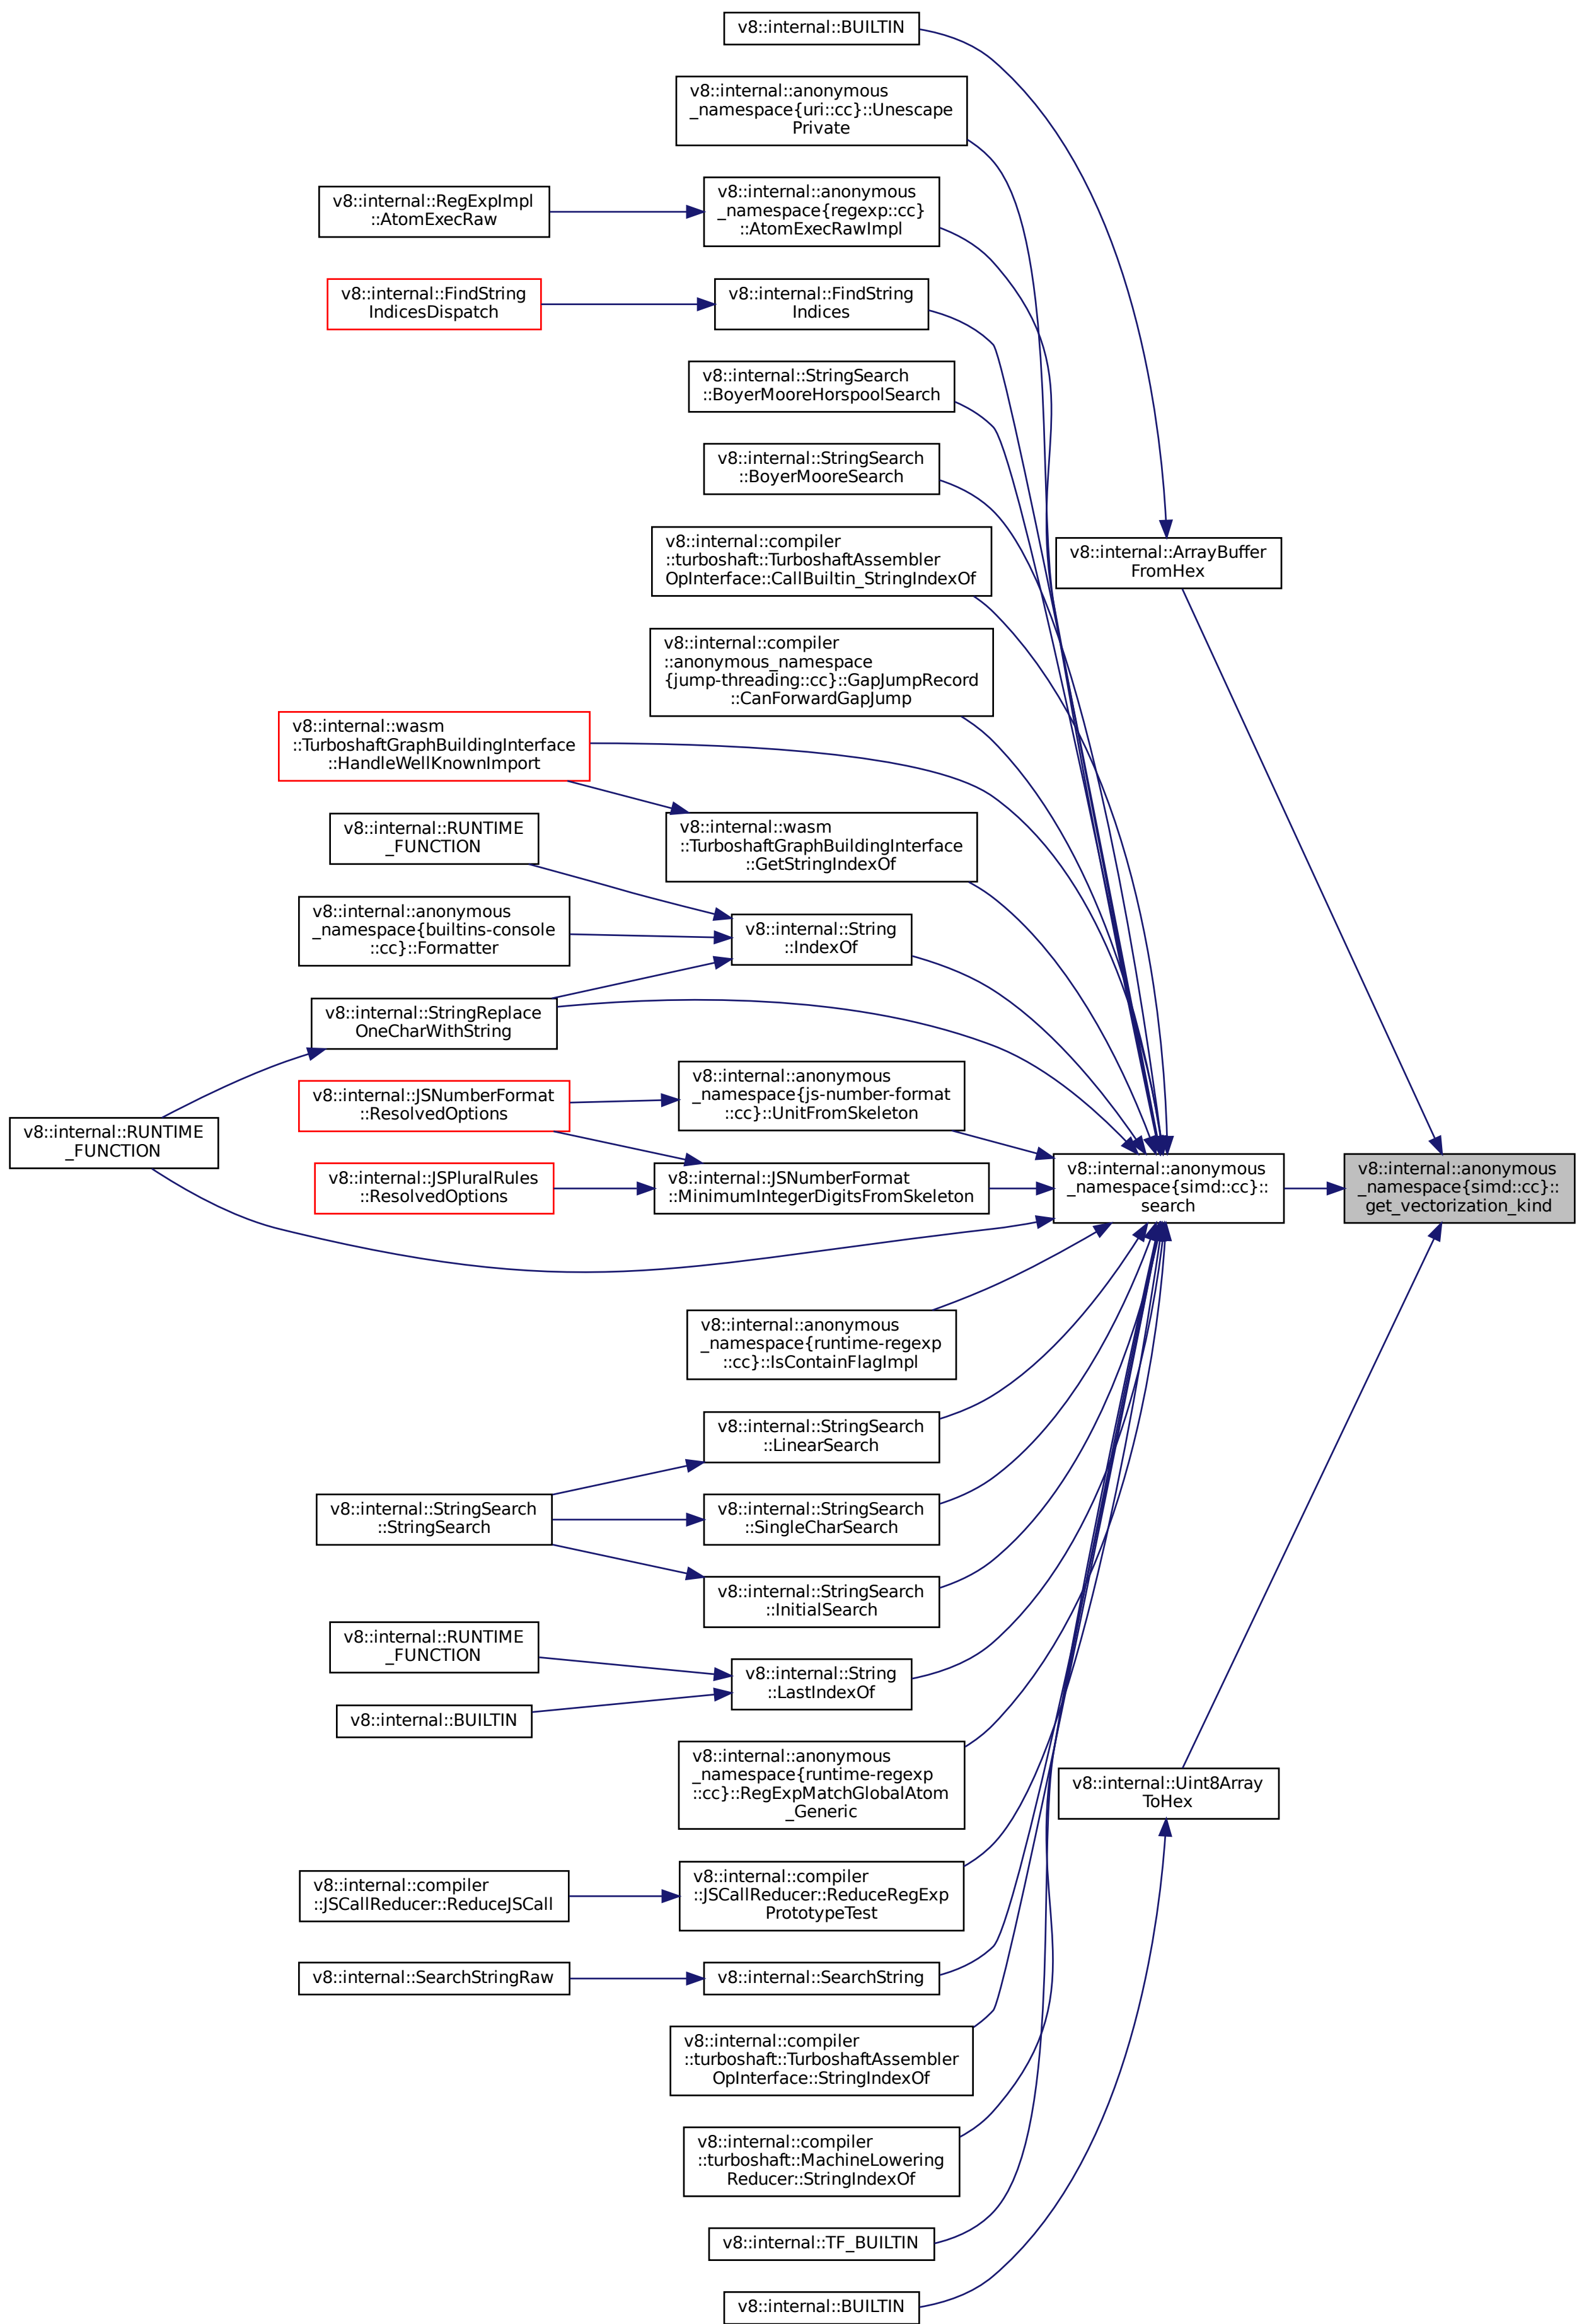 v8::internal::BUILTIN
v8::internal::anonymous
_namespace{uri::cc}::Unescape
Private
v8::internal::RegExpImpl
::AtomExecRaw
v8::internal::anonymous
_namespace{regexp::cc}
::AtomExecRawImpl
v8::internal::FindString
IndicesDispatch
v8::internal::FindString
Indices
v8::internal::StringSearch
::BoyerMooreHorspoolSearch
v8::internal::StringSearch
::BoyerMooreSearch
v8::internal::compiler
::turboshaft::TurboshaftAssembler
OpInterface::CallBuiltin_StringIndexOf
v8::internal::ArrayBuffer
FromHex
v8::internal::compiler
::anonymous_namespace
{jump-threading::cc}::GapJumpRecord
::CanForwardGapJump
v8::internal::wasm
::TurboshaftGraphBuildingInterface
::HandleWellKnownImport
v8::internal::wasm
::TurboshaftGraphBuildingInterface
::GetStringIndexOf
v8::internal::RUNTIME
_FUNCTION
v8::internal::anonymous
_namespace{builtins-console
::cc}::Formatter
v8::internal::String
::IndexOf
v8::internal::StringReplace
OneCharWithString
v8::internal::JSNumberFormat
::ResolvedOptions
v8::internal::anonymous
_namespace{js-number-format
::cc}::UnitFromSkeleton
v8::internal::RUNTIME
_FUNCTION
v8::internal::JSPluralRules
::ResolvedOptions
v8::internal::JSNumberFormat
::MinimumIntegerDigitsFromSkeleton
v8::internal::anonymous
_namespace{simd::cc}::
search
v8::internal::anonymous
_namespace{simd::cc}::
get_vectorization_kind
v8::internal::anonymous
_namespace{runtime-regexp
::cc}::IsContainFlagImpl
v8::internal::StringSearch
::LinearSearch
v8::internal::StringSearch
::StringSearch
v8::internal::StringSearch
::SingleCharSearch
v8::internal::StringSearch
::InitialSearch
v8::internal::RUNTIME
_FUNCTION
v8::internal::String
::LastIndexOf
v8::internal::BUILTIN
v8::internal::anonymous
_namespace{runtime-regexp
::cc}::RegExpMatchGlobalAtom
_Generic
v8::internal::Uint8Array
ToHex
v8::internal::compiler
::JSCallReducer::ReduceJSCall
v8::internal::compiler
::JSCallReducer::ReduceRegExp
PrototypeTest
v8::internal::SearchStringRaw
v8::internal::SearchString
v8::internal::compiler
::turboshaft::TurboshaftAssembler
OpInterface::StringIndexOf
v8::internal::compiler
::turboshaft::MachineLowering
Reducer::StringIndexOf
v8::internal::TF_BUILTIN
v8::internal::BUILTIN